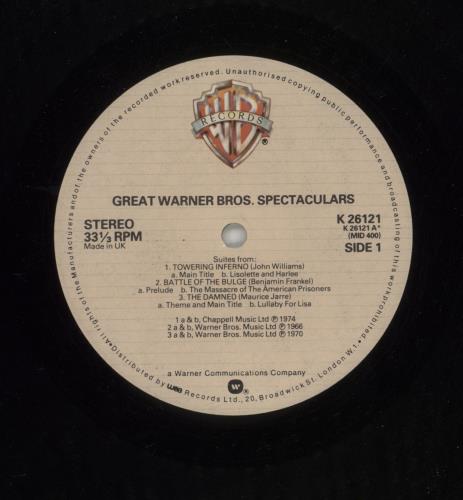 All rights of the Manufacturers and of the owners of the recorded work reserved. Unauthorised copying public performance and broadcasting of this work prohibited.
WB
RECORDS
®
GREAT WARNER BROS. SPECTACULARS
STEREO
33⅓ RPM
Made in UK
K 26121
K 26121 A*
(MID 400)
SIDE 1
Suites from:
1. TOWERING INFERNO (John Williams)
a. Main Title b. Lisolette and Harlee
2. BATTLE OF THE BULGE (Benjamin Frankel)
a. Prelude b. The Massacre of The American Prisoners
3. THE DAMNED (Maurice Jarre)
a. Theme and Main Title b. Lullaby For Lisa
1 a & b, Chappell Music Ltd ℗ 1974
2 a & b, Warner Bros. Music Ltd ℗ 1966
3 a & b, Warner Bros. Music Ltd ℗ 1970
a Warner Communications Company
W®
Distributed by wea Records Ltd., 20, Broadwick St. London W1.